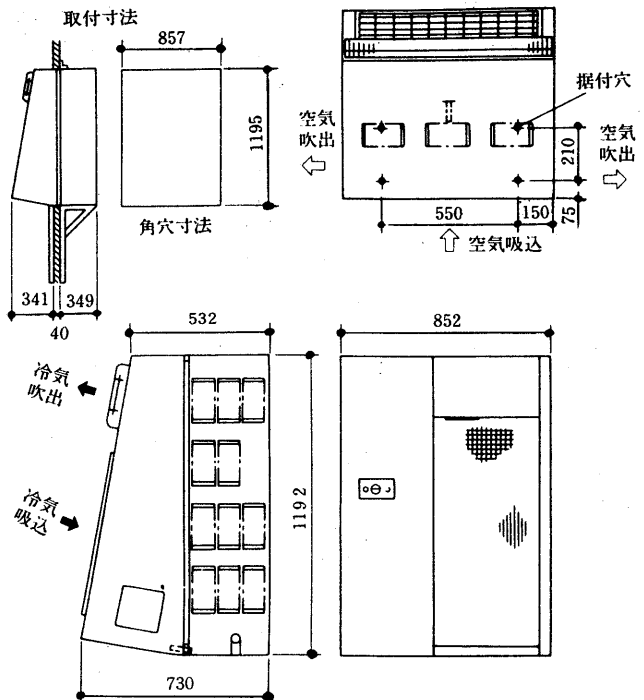 取付寸法
857
1195
角穴寸法
341
349
40
据付穴
空気
吹出
空気
吹出
210
550
150
75
空気吸込
532
852
冷気
吹出
冷気
吸込
1192
730